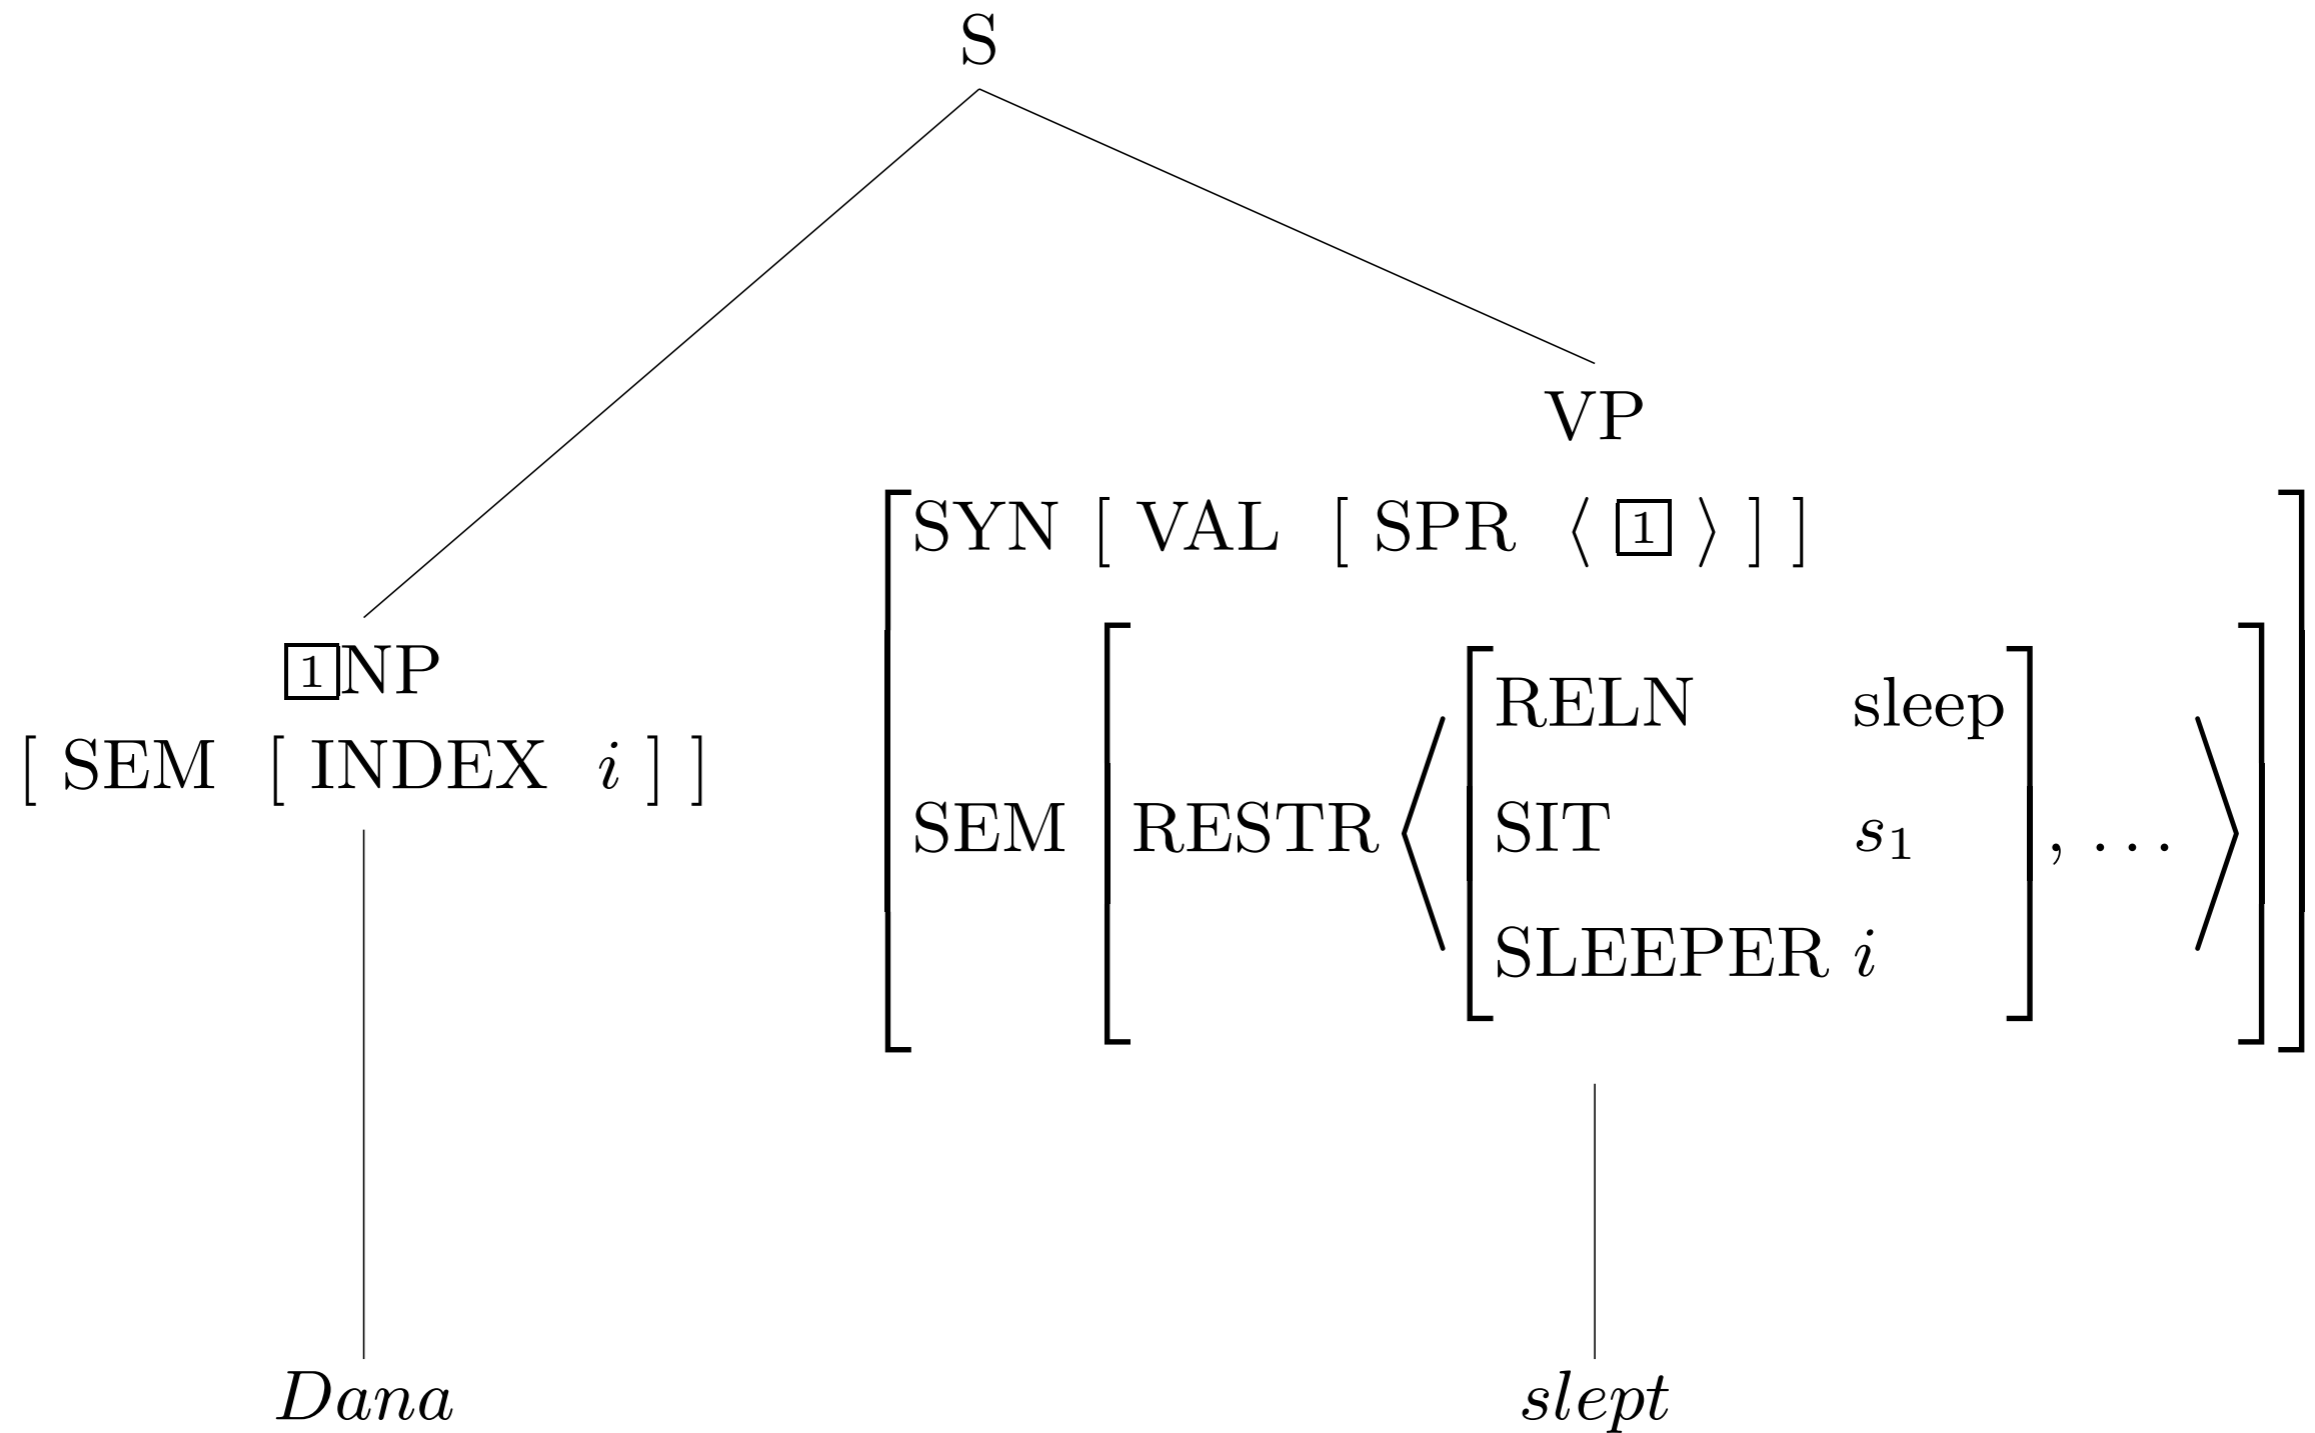 S
VP
SYN [ VAL [ SPR ⟨ 1 ⟩ ] ]
1NP
RELN sleep
[ SEM [ INDEX i ] ]
SEM [ RESTR ⟨ SIT s₁ , … ⟩ ]
SLEEPER i
Dana
slept